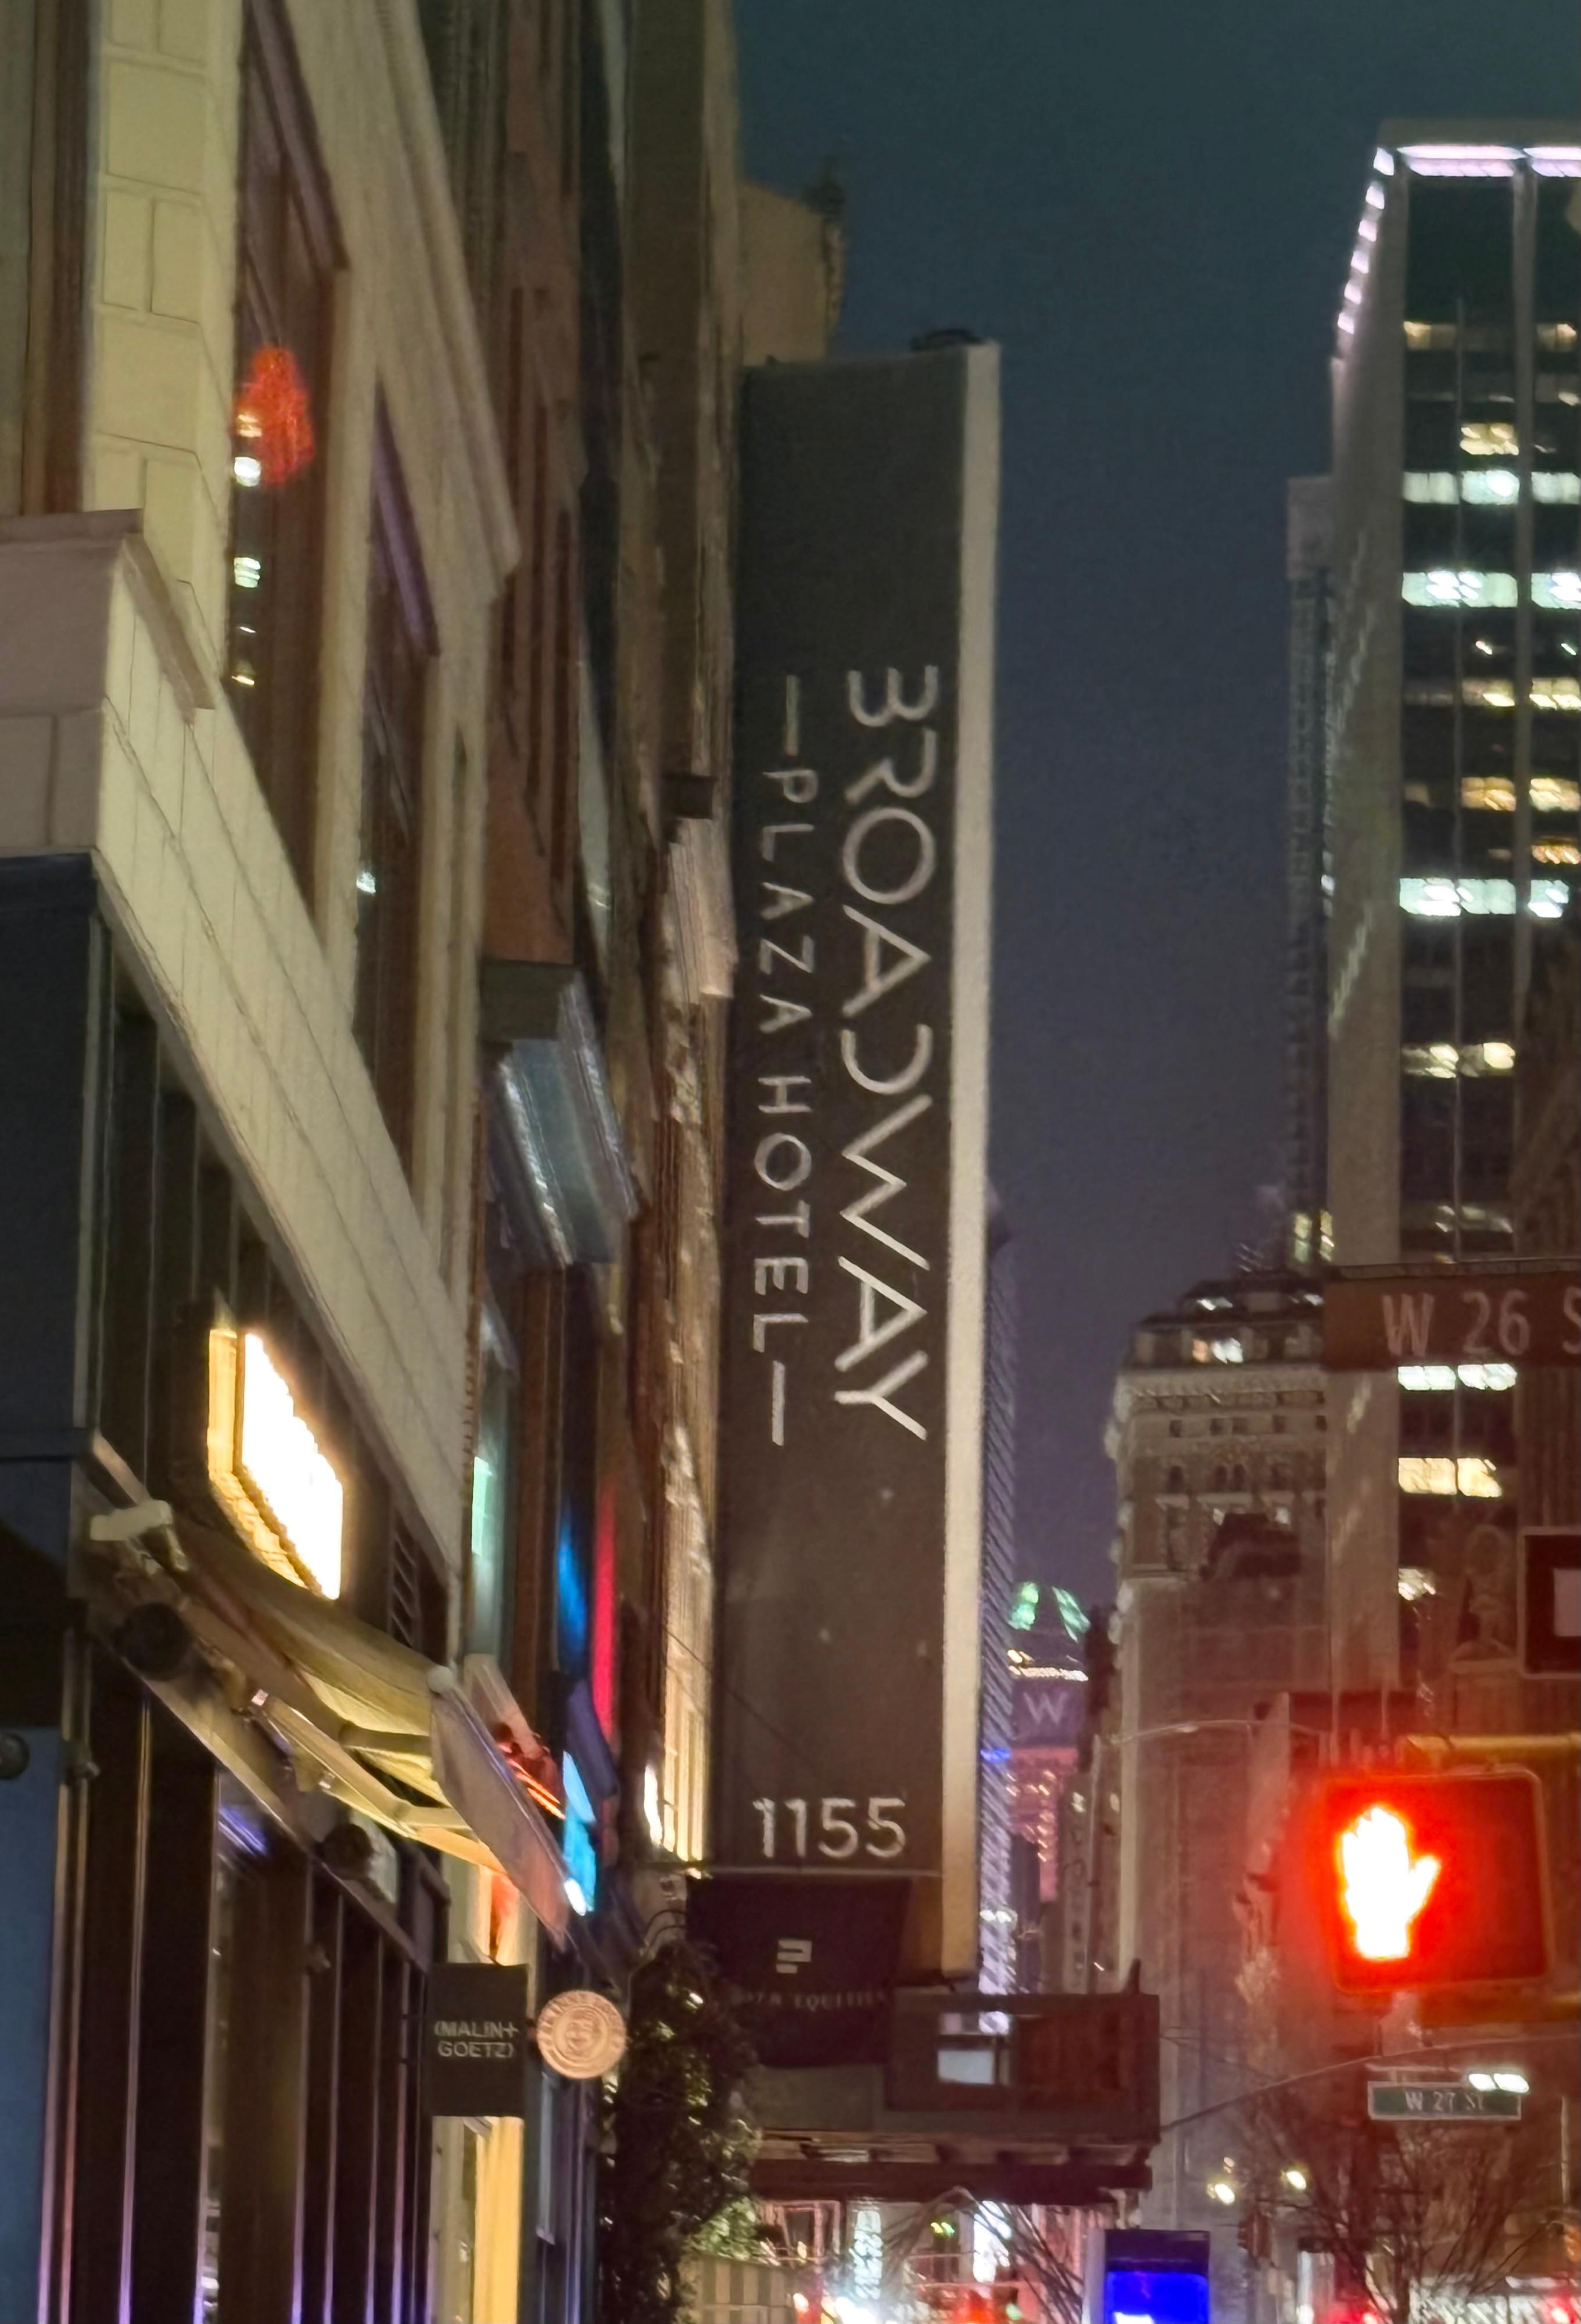 BROADWAY
—PLAZA HOTEL—
1155
W 26 S
W
(MALIN+
GOETZ)
W 27 St